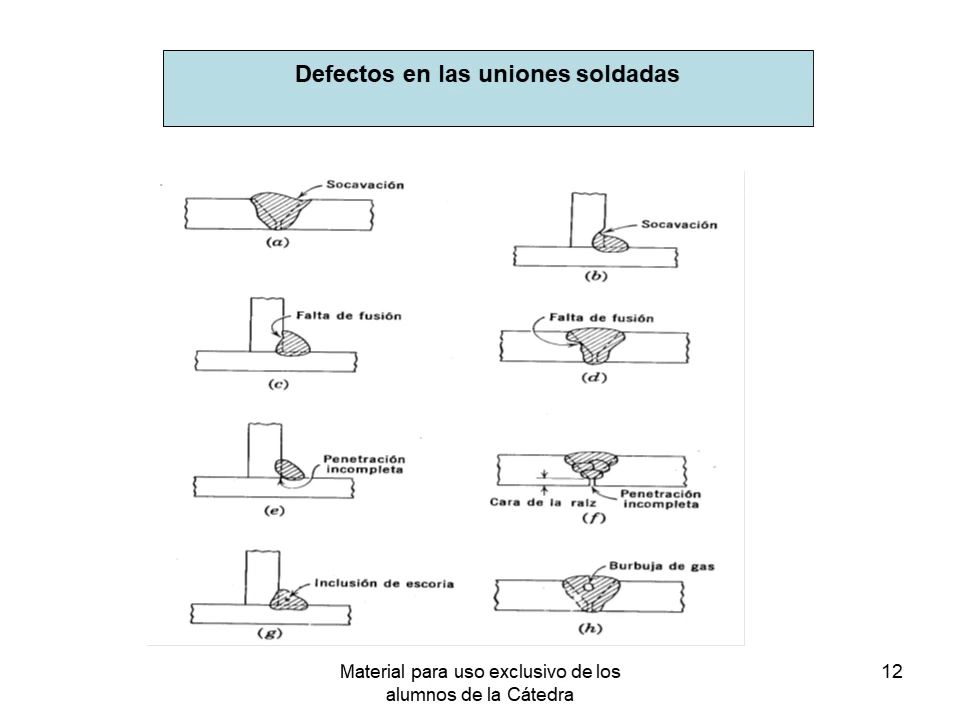 Defectos en las uniones soldadas
Socavación
(a)
Socavación
(b)
Falta de fusión
(c)
Falta de fusión
(d)
Penetración
incompleta
(e)
Cara de la raíz
Penetración
incompleta
(f)
Inclusión de escoria
(g)
Burbuja de gas
(h)
Material para uso exclusivo de los
alumnos de la Cátedra
12